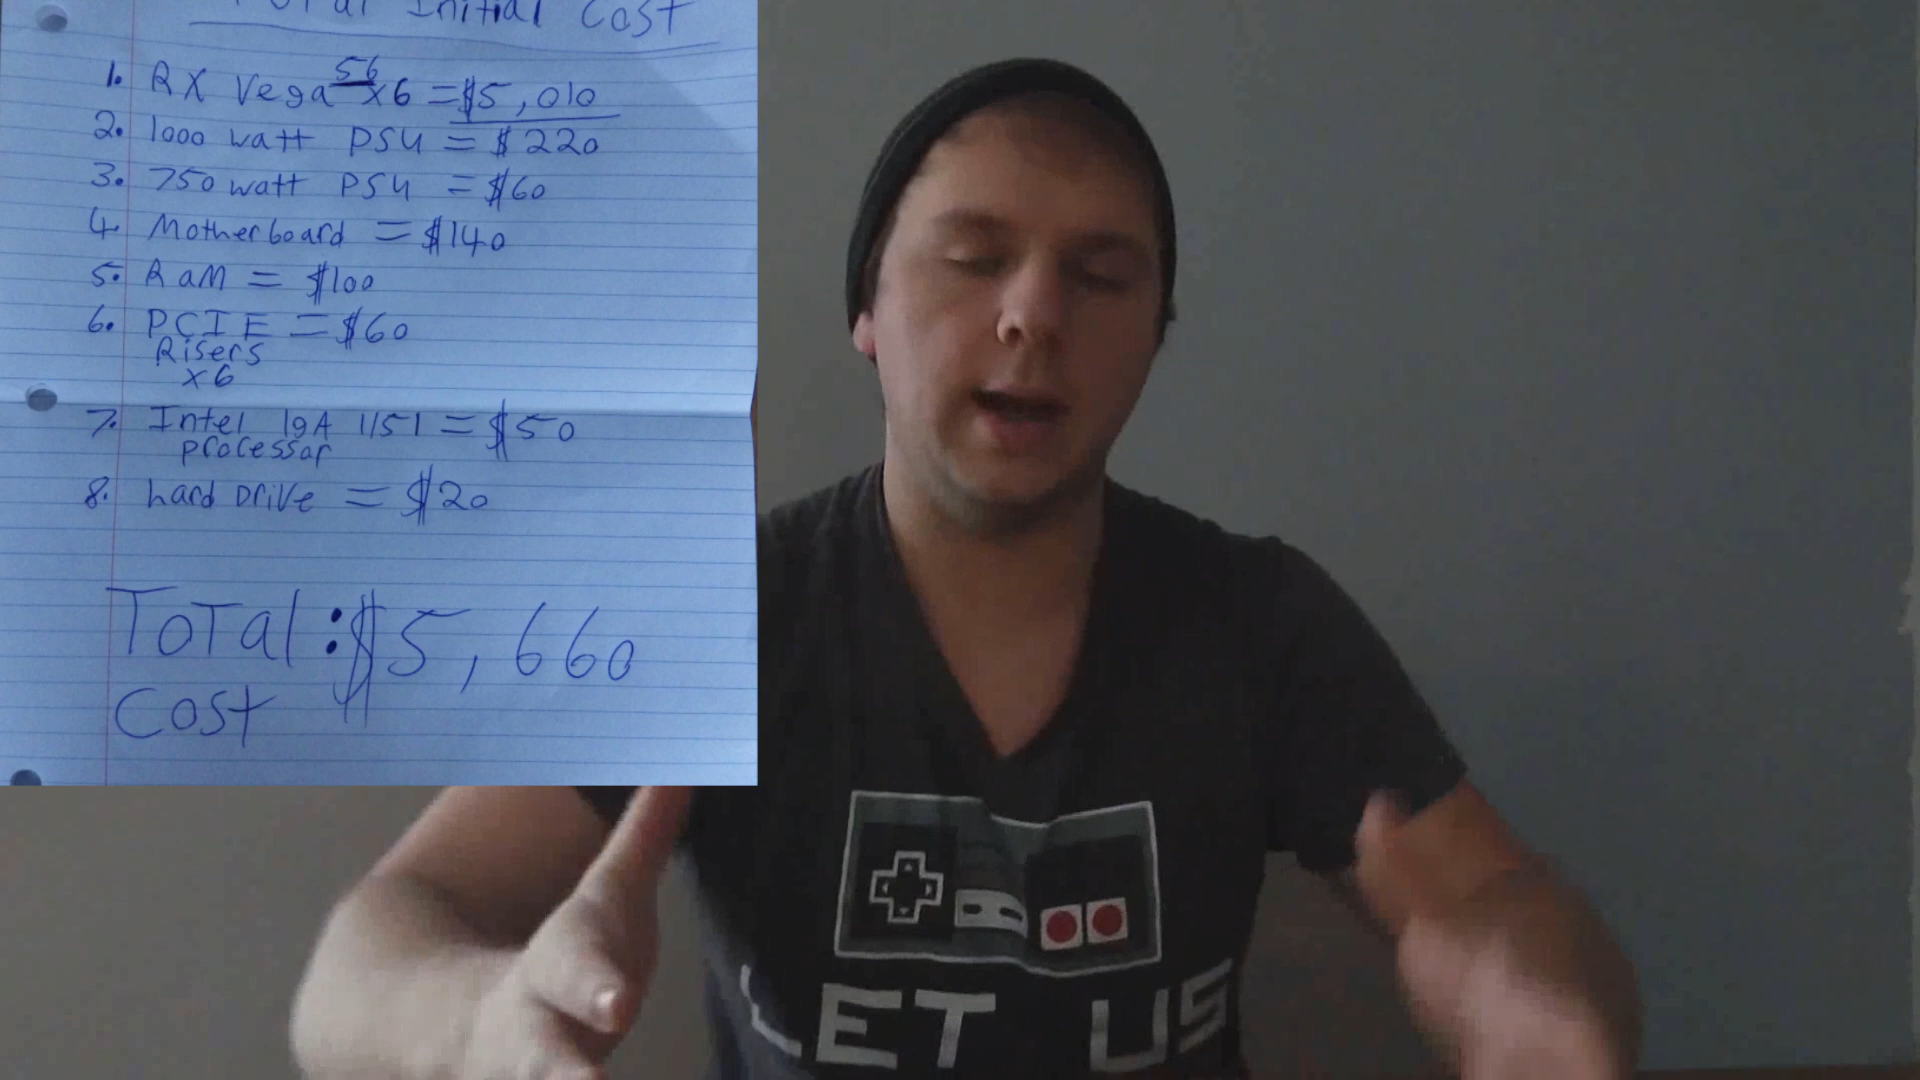 Total Initial Cost
1. RX Vega 56 x6 = $5,010
2. 1000 watt PSU = $220
3. 750 watt PSU = $60
4. Motherboard = $140
5. RaM = $100
6. PCIE = $60
Risers
x6
7. Intel lgA 1151 = $50
processor
8. hard Drive = $20
ToTal: $5,660
Cost
LET US